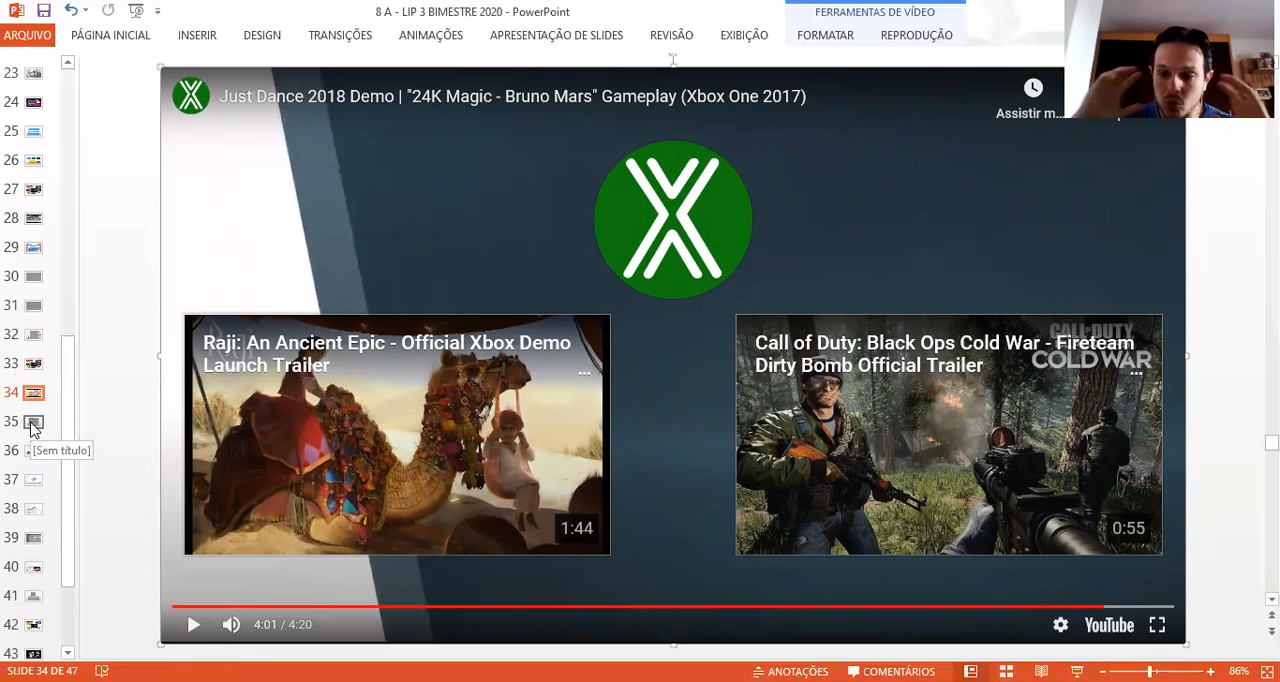 8 A - LIP 3 BIMESTRE 2020 - PowerPoint
FERRAMENTAS DE VÍDEO
ARQUIVO PÁGINA INICIAL INSERIR DESIGN TRANSIÇÕES ANIMAÇÕES APRESENTAÇÃO DE SLIDES REVISÃO EXIBIÇÃO FORMATAR REPRODUÇÃO
23
24
25
26
27
28
29
30
31
32
33
34
35
[Sem título]
36
37
38
39
40
41
42
43
Just Dance 2018 Demo | "24K Magic - Bruno Mars" Gameplay (Xbox One 2017)
Assistir m...
Raji: An Ancient Epic - Official Xbox Demo
Launch Trailer
...
1:44
Call of Duty: Black Ops Cold War - Fireteam
Dirty Bomb Official Trailer
...
CALL OF DUTY
COLD WAR
0:55
4:01 / 4:20
YouTube
SLIDE 34 DE 47
ANOTAÇÕES
COMENTÁRIOS
86%